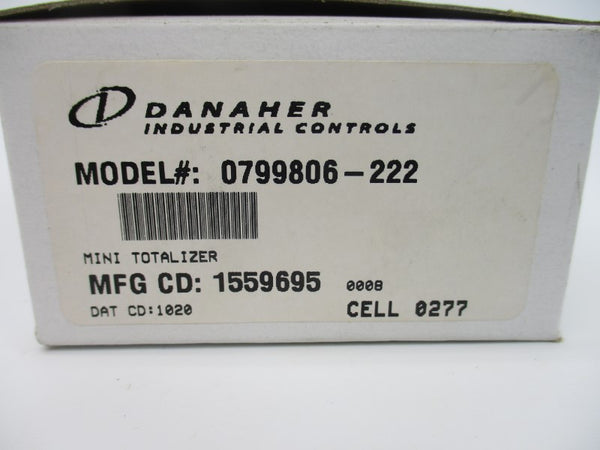 DANAHER
INDUSTRIAL CONTROLS
MODEL#: 0799806-222
MINI TOTALIZER
MFG CD: 1559695 0008
DAT CD:1020 CELL 0277